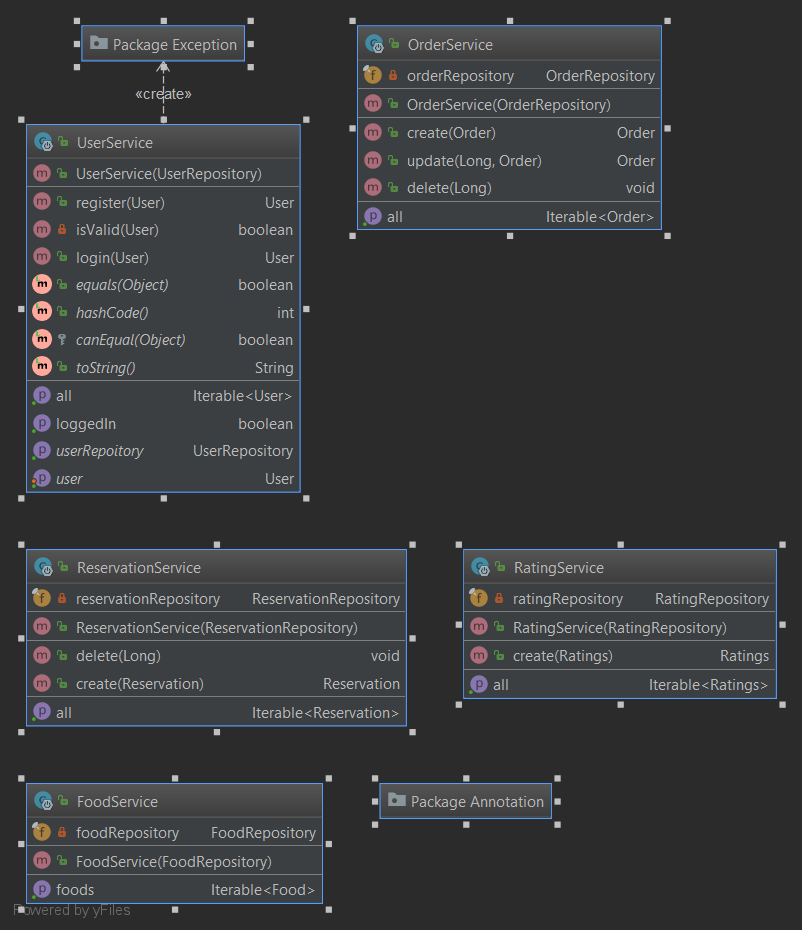 Package Exception
«create»
UserService
UserService(UserRepository)
register(User) User
isValid(User) boolean
login(User) User
equals(Object) boolean
hashCode() int
canEqual(Object) boolean
toString() String
all Iterable<User>
loggedIn boolean
userRepoitory UserRepository
user User
OrderService
orderRepository OrderRepository
OrderService(OrderRepository)
create(Order) Order
update(Long, Order) Order
delete(Long) void
all Iterable<Order>
ReservationService
reservationRepository ReservationRepository
ReservationService(ReservationRepository)
delete(Long) void
create(Reservation) Reservation
all Iterable<Reservation>
RatingService
ratingRepository RatingRepository
RatingService(RatingRepository)
create(Ratings) Ratings
all Iterable<Ratings>
FoodService
foodRepository FoodRepository
FoodService(FoodRepository)
foods Iterable<Food>
Package Annotation
Powered by yFiles